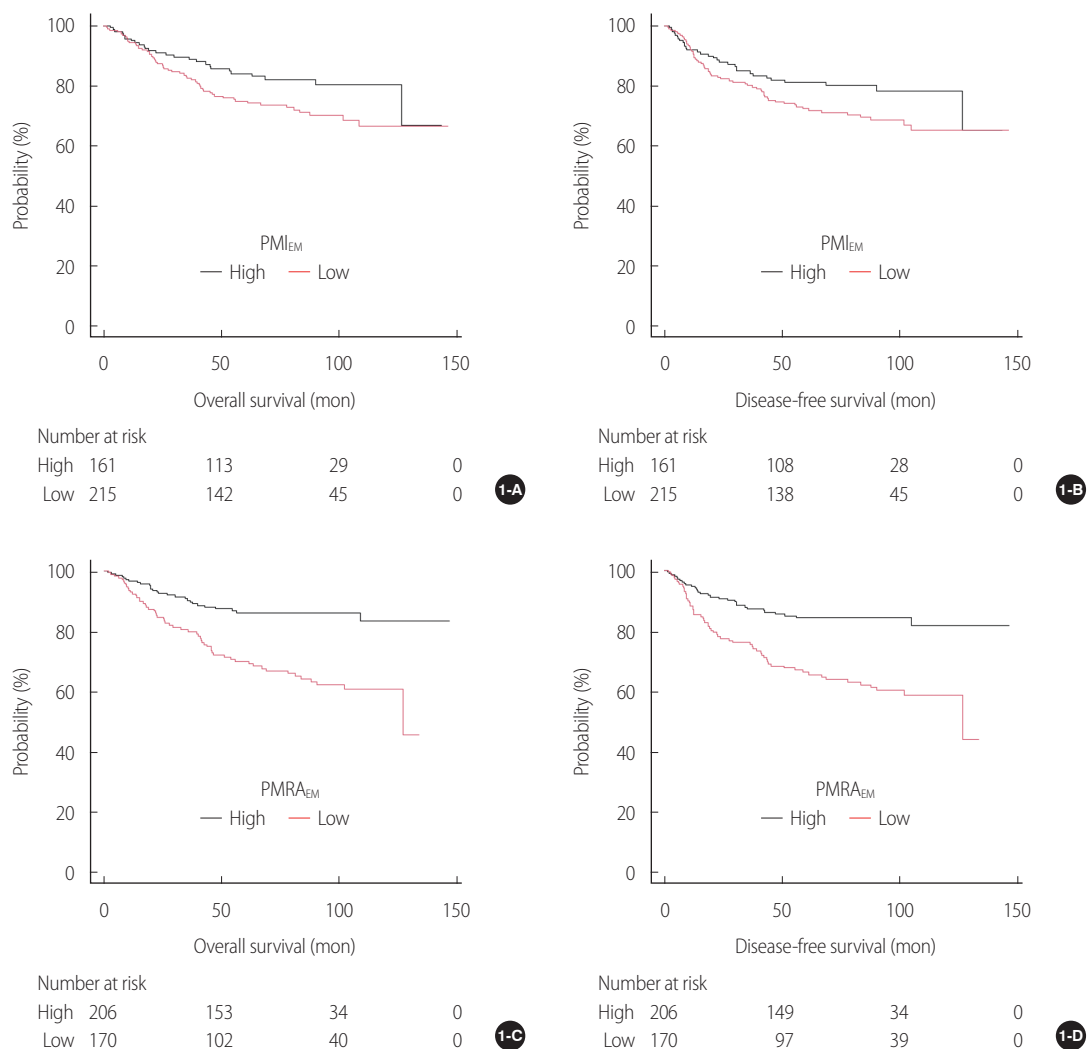 100
80
60
40
20
0
Probability (%)
PMI_EM
High Low
0 50 100 150
Overall survival (mon)
Number at risk
High 161 113 29 0
Low 215 142 45 0
1-A
100
80
60
40
20
0
Probability (%)
PMI_EM
High Low
0 50 100 150
Disease-free survival (mon)
Number at risk
High 161 108 28 0
Low 215 138 45 0
1-B
100
80
60
40
20
0
Probability (%)
PMRA_EM
High Low
0 50 100 150
Overall survival (mon)
Number at risk
High 206 153 34 0
Low 170 102 40 0
1-C
100
80
60
40
20
0
Probability (%)
PMRA_EM
High Low
0 50 100 150
Disease-free survival (mon)
Number at risk
High 206 149 34 0
Low 170 97 39 0
1-D